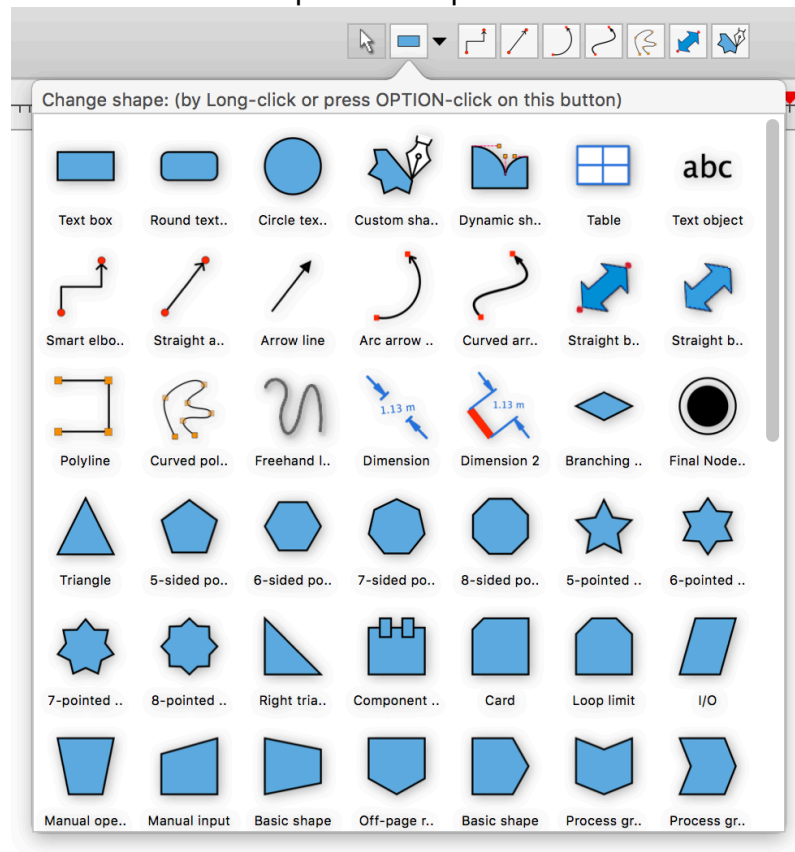 Change shape: (by Long-click or press OPTION-click on this button)
abc
Text box Round text.. Circle tex.. Custom sha.. Dynamic sh.. Table Text object
Smart elbo.. Straight a.. Arrow line Arc arrow .. Curved arr.. Straight b.. Straight b..
1.13 m 1.13 m
Polyline Curved pol.. Freehand l.. Dimension Dimension 2 Branching .. Final Node..
Triangle 5-sided po.. 6-sided po.. 7-sided po.. 8-sided po.. 5-pointed .. 6-pointed ..
7-pointed .. 8-pointed .. Right tria.. Component .. Card Loop limit I/O
Manual ope.. Manual input Basic shape Off-page r.. Basic shape Process gr.. Process gr..